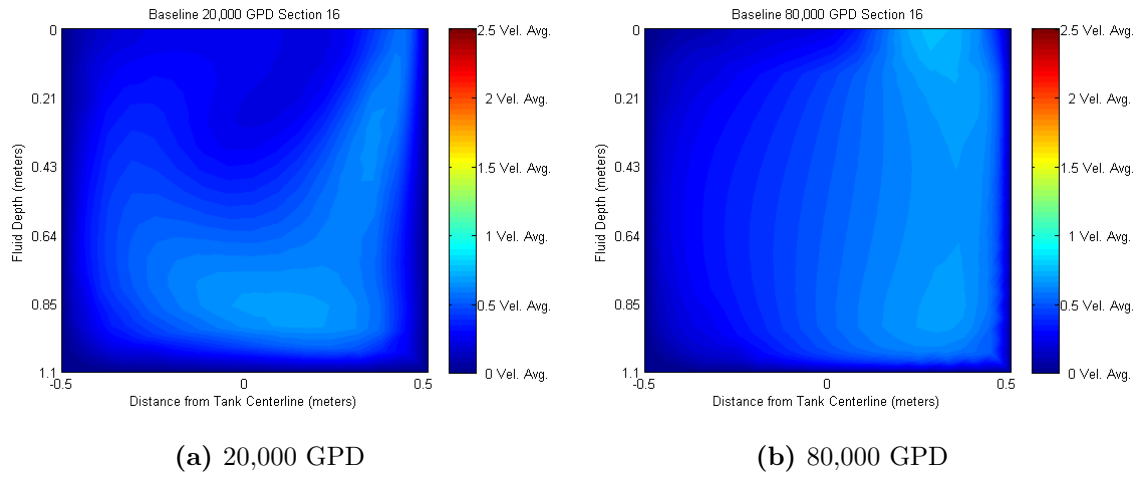 Baseline 20,000 GPD Section 16
0
0.21
0.43
0.64
0.85
1.1
Fluid Depth (meters)
-0.5
0
0.5
Distance from Tank Centerline (meters)
2.5 Vel. Avg.
2 Vel. Avg.
1.5 Vel. Avg.
1 Vel. Avg.
0.5 Vel. Avg.
0 Vel. Avg.
(a) 20,000 GPD
Baseline 80,000 GPD Section 16
0
0.21
0.43
0.64
0.85
1.1
Fluid Depth (meters)
-0.5
0
0.5
Distance from Tank Centerline (meters)
2.5 Vel. Avg.
2 Vel. Avg.
1.5 Vel. Avg.
1 Vel. Avg.
0.5 Vel. Avg.
0 Vel. Avg.
(b) 80,000 GPD